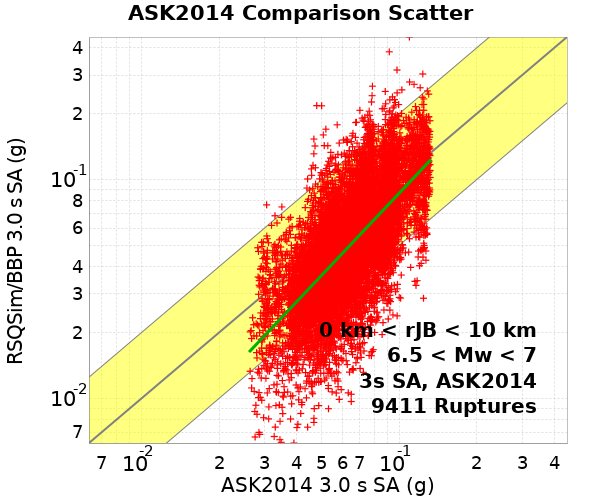 ASK2014 Comparison Scatter
RSQSim/BBP 3.0 s SA (g)
4
3
2
10-1
8
6
4
3
2
10-2
7
0 km < rJB < 10 km
6.5 < Mw < 7
3s SA, ASK2014
9411 Ruptures
7 10-2 2 3 4 5 6 7 10-1 2 3 4
ASK2014 3.0 s SA (g)